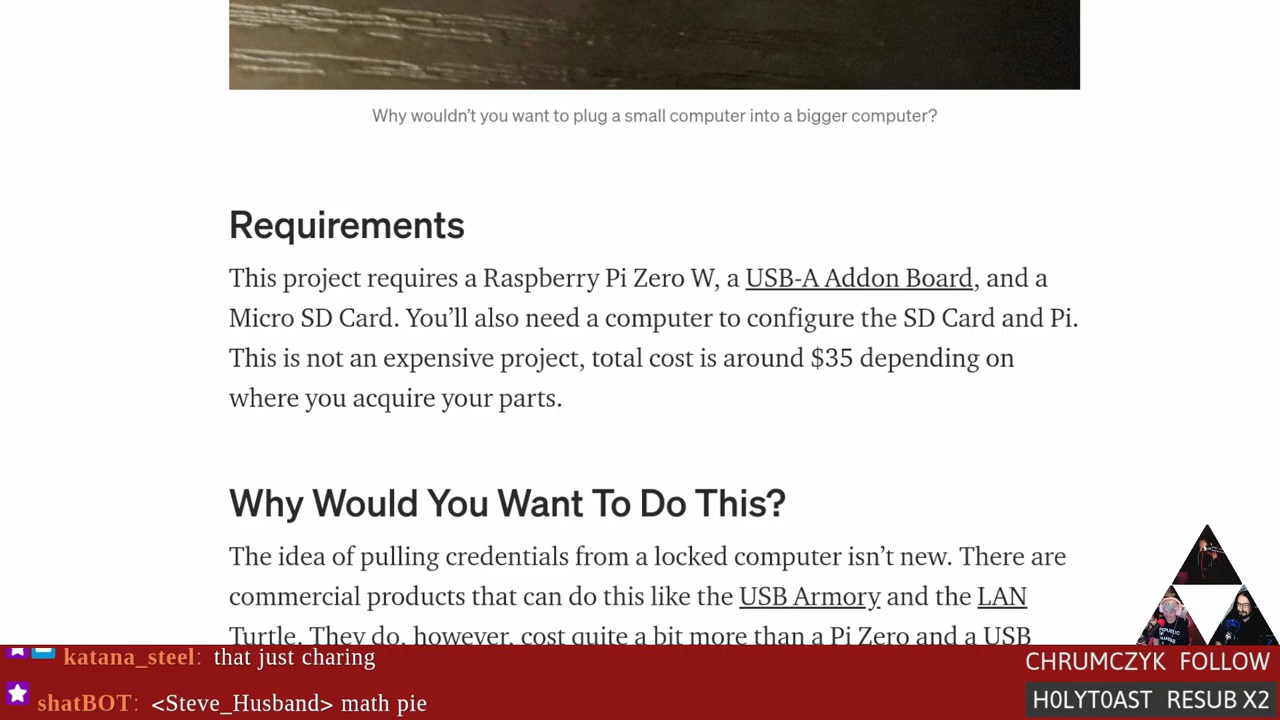 Why wouldn't you want to plug a small computer into a bigger computer?
Requirements
This project requires a Raspberry Pi Zero W, a USB-A Addon Board, and a
Micro SD Card. You'll also need a computer to configure the SD Card and Pi.
This is not an expensive project, total cost is around $35 depending on
where you acquire your parts.
Why Would You Want To Do This?
The idea of pulling credentials from a locked computer isn't new. There are
commercial products that can do this like the USB Armory and the LAN
Turtle. They do, however, cost quite a bit more than a Pi Zero and a USB
katana_steel: that just charing
shatBOT: <Steve_Husband> math pie
CHRUMCZYK FOLLOW
H0LYT0AST RESUB X2